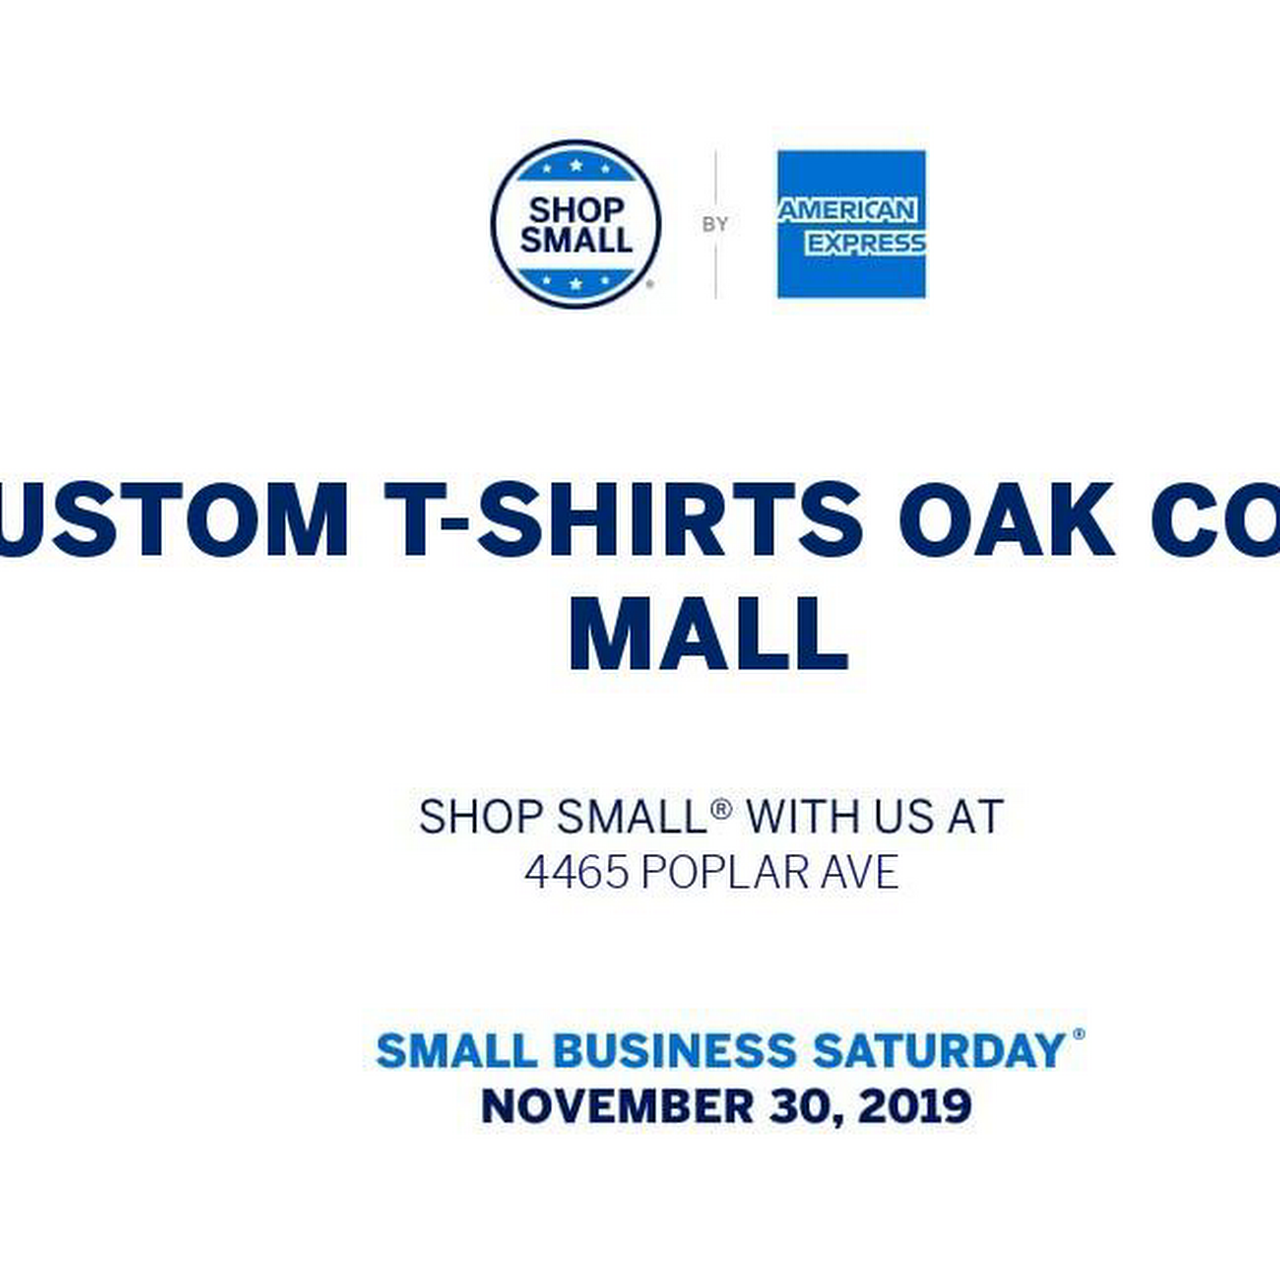 SHOP
SMALL
®
BY
AMERICAN
EXPRESS
USTOM T-SHIRTS OAK CO
MALL
SHOP SMALL® WITH US AT
4465 POPLAR AVE
SMALL BUSINESS SATURDAY®
NOVEMBER 30, 2019